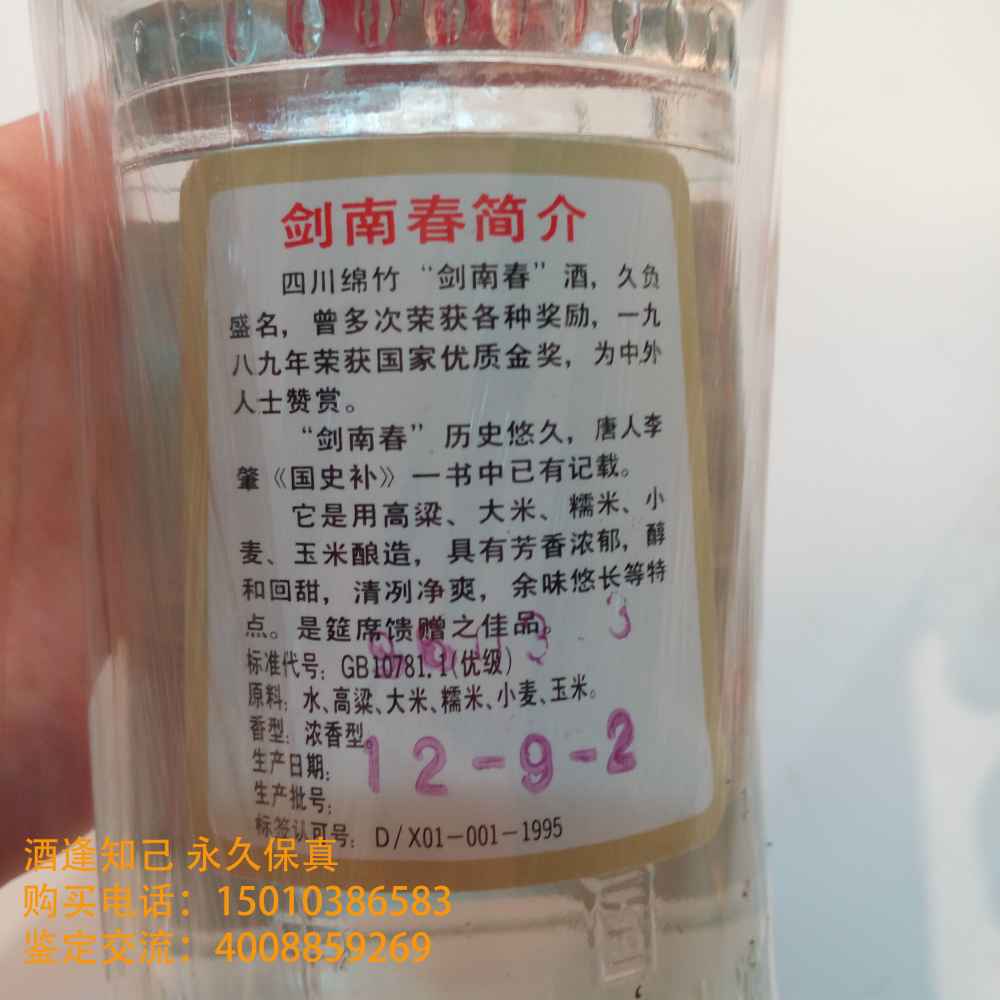 剑南春简介
四川绵竹“剑南春”酒，久负
盛名，曾多次荣获各种奖励，一九
八九年荣获国家优质金奖，为中外
人士赞赏。
“剑南春”历史悠久，唐人李
肇《国史补》一书中已有记载。
它是用高粱、大米、糯米、小
麦、玉米酿造，具有芳香浓郁，醇
和回甜，清冽净爽，余味悠长等特
点。是筵席馈赠之佳品。
标准代号：GB10781.1(优级)
原料：水、高粱、大米、糯米、小麦、玉米。
香型：浓香型。
生产日期：
12-9-2
生产批号：
标签认可号：D/X01-001-1995
酒逢知己 永久保真
购买电话：15010386583
鉴定交流：4008859269